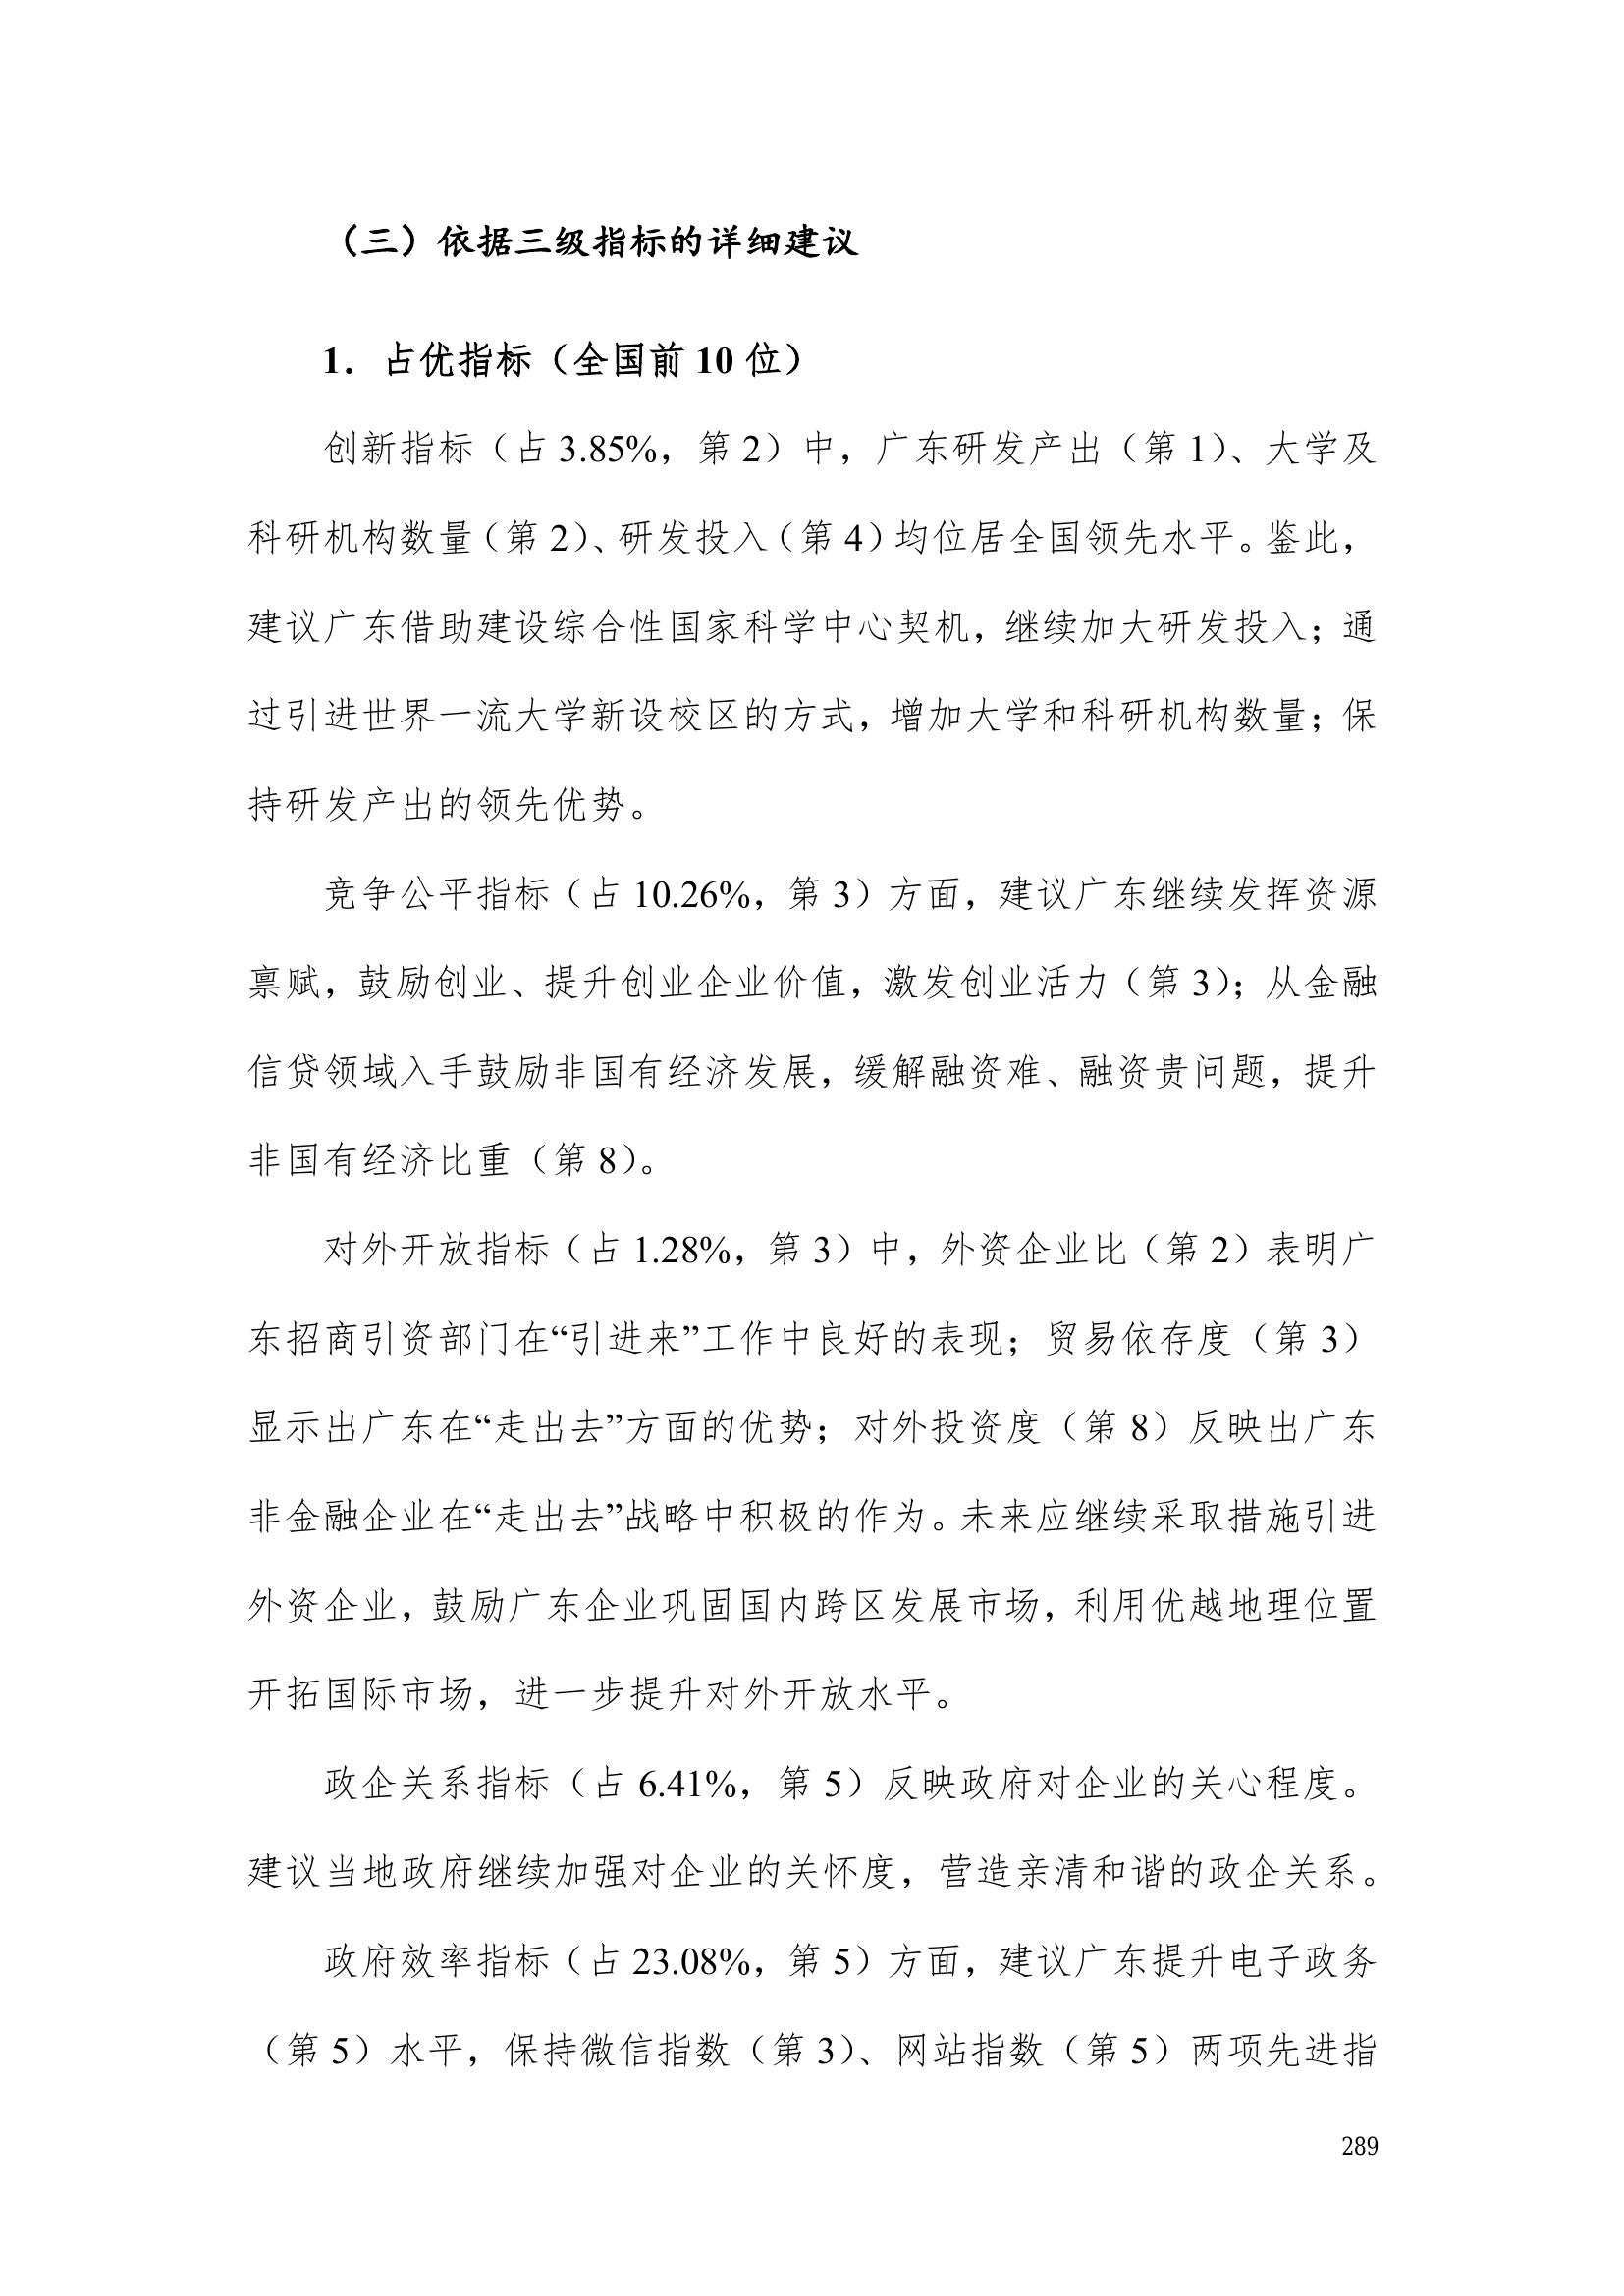 （三）依据三级指标的详细建议
1．占优指标（全国前 10 位）
创新指标（占 3.85%，第 2）中，广东研发产出（第 1）、大学及
科研机构数量（第 2）、研发投入（第 4）均位居全国领先水平。鉴此，
建议广东借助建设综合性国家科学中心契机，继续加大研发投入；通
过引进世界一流大学新设校区的方式，增加大学和科研机构数量；保
持研发产出的领先优势。
竞争公平指标（占 10.26%，第 3）方面，建议广东继续发挥资源
禀赋，鼓励创业、提升创业企业价值，激发创业活力（第 3）；从金融
信贷领域入手鼓励非国有经济发展，缓解融资难、融资贵问题，提升
非国有经济比重（第 8）。
对外开放指标（占 1.28%，第 3）中，外资企业比（第 2）表明广
东招商引资部门在“引进来”工作中良好的表现；贸易依存度（第 3）
显示出广东在“走出去”方面的优势；对外投资度（第 8）反映出广东
非金融企业在“走出去”战略中积极的作为。未来应继续采取措施引进
外资企业，鼓励广东企业巩固国内跨区发展市场，利用优越地理位置
开拓国际市场，进一步提升对外开放水平。
政企关系指标（占 6.41%，第 5）反映政府对企业的关心程度。
建议当地政府继续加强对企业的关怀度，营造亲清和谐的政企关系。
政府效率指标（占 23.08%，第 5）方面，建议广东提升电子政务
（第 5）水平，保持微信指数（第 3）、网站指数（第 5）两项先进指
289